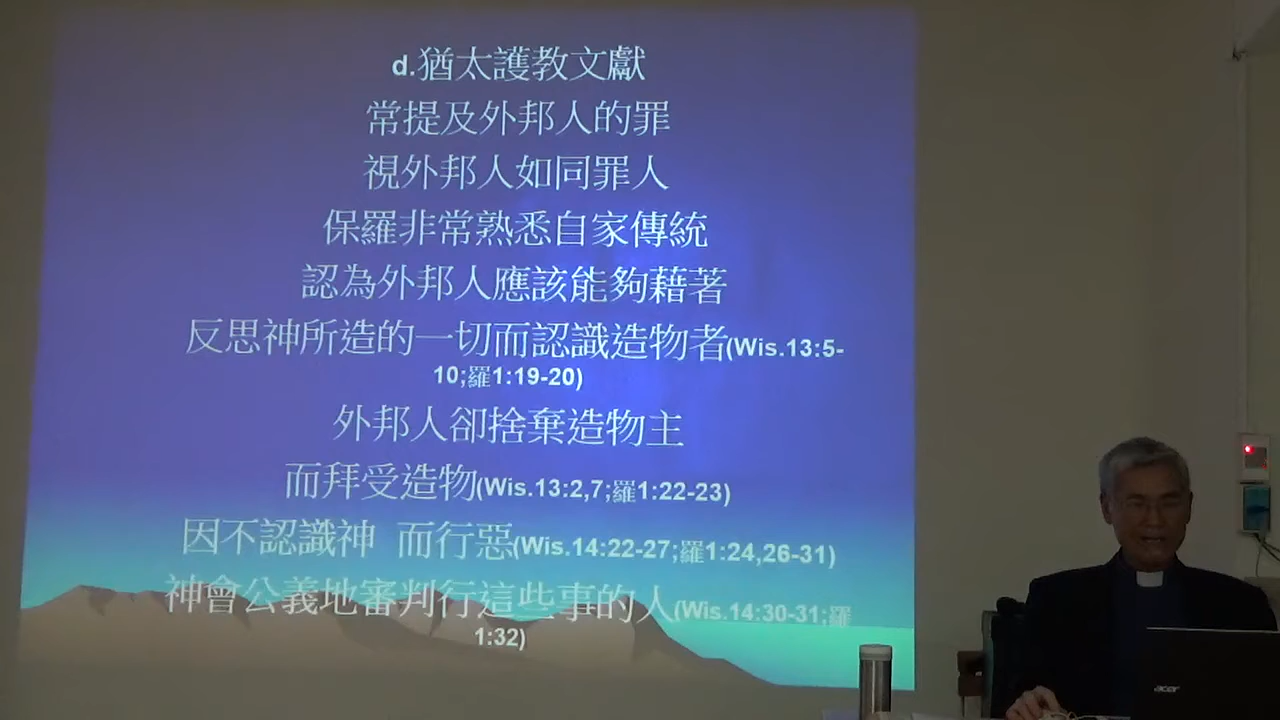 d.猶太護教文獻
常提及外邦人的罪
視外邦人如同罪人
保羅非常熟悉自家傳統
認為外邦人應該能夠藉著
反思神所造的一切而認識造物者(Wis.13:5-
10;羅1:19-20)
外邦人卻捨棄造物主
而拜受造物(Wis.13:2,7;羅1:22-23)
因不認識神 而行惡(Wis.14:22-27;羅1:24,26-31)
神會公義地審判行這些事的人(Wis.14:30-31;羅
1:32)
acer